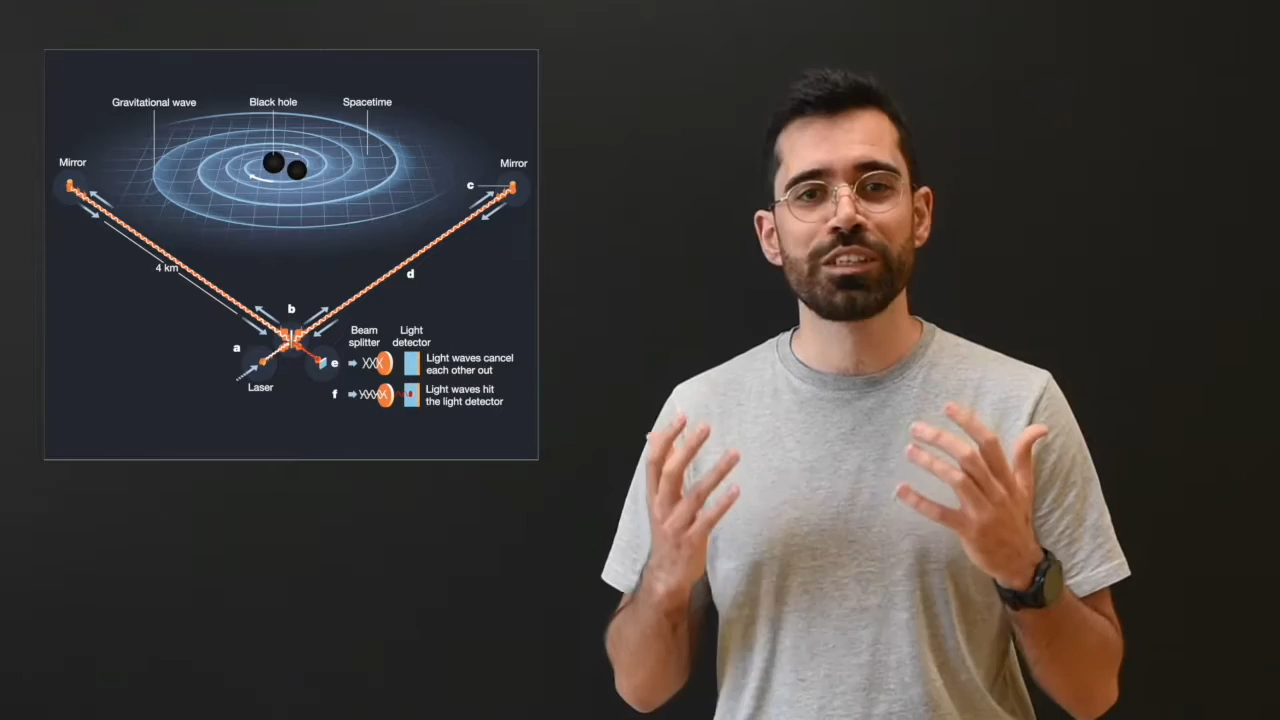 Gravitational wave
Black hole
Spacetime
Mirror
Mirror
c
4 km
d
b
a
Beam
splitter
Light
detector
e
Light waves cancel
each other out
Laser
f
Light waves hit
the light detector